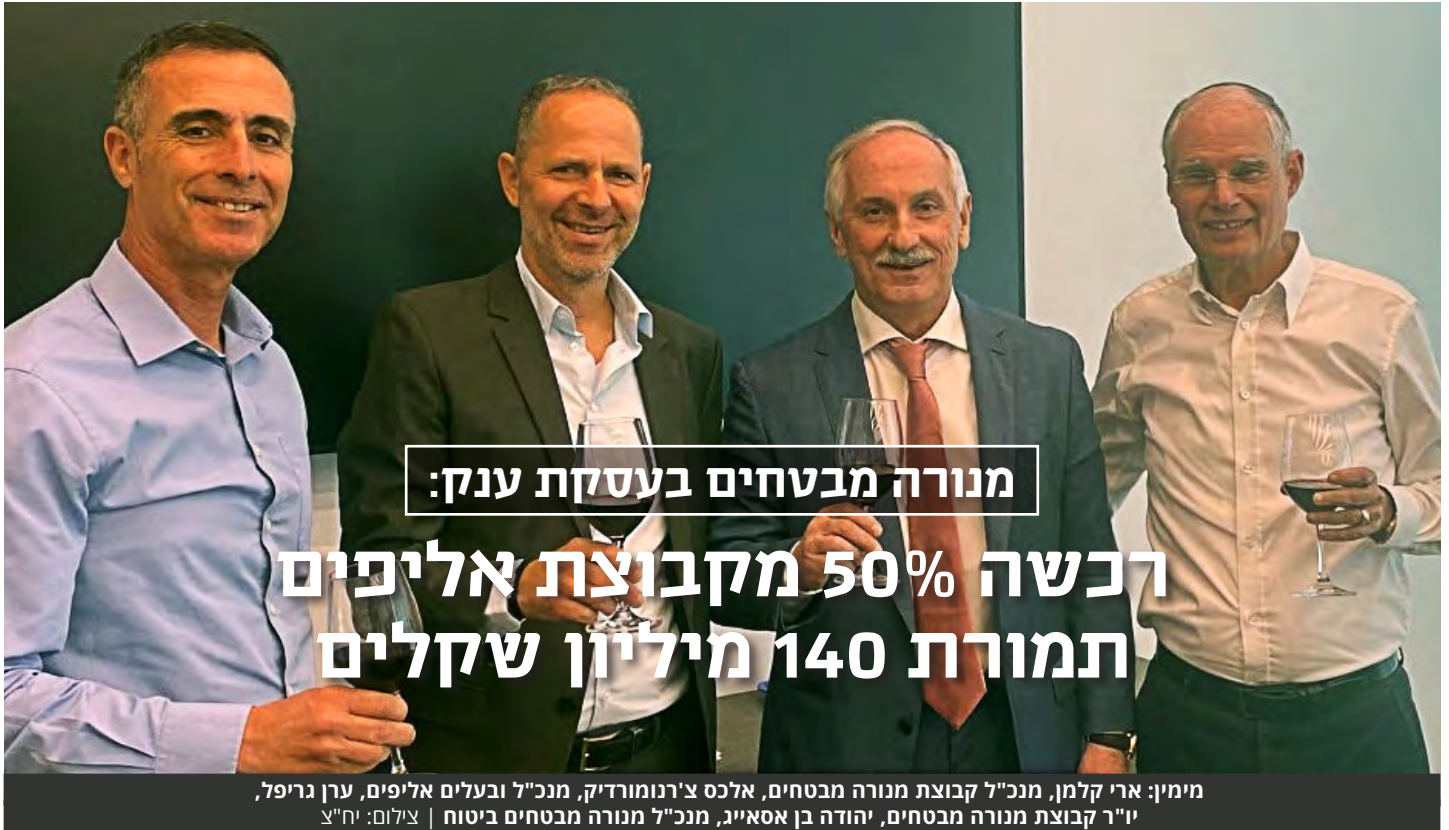 מנורה מבטחים בעסקת ענק:
רכשה 50% מקבוצת אליפים
תמורת 140 מיליון שקלים
מימין: ארי קלמן, מנכ"ל קבוצת מנורה מבטחים, אלכס צ'רנומורדיק, מנכ"ל ובעלים אליפים, ערן גריפל,
יו"ר קבוצת מנורה מבטחים, יהודה בן אסאייג, מנכ"ל מנורה מבטחים ביטוח | צילום: יח"צ